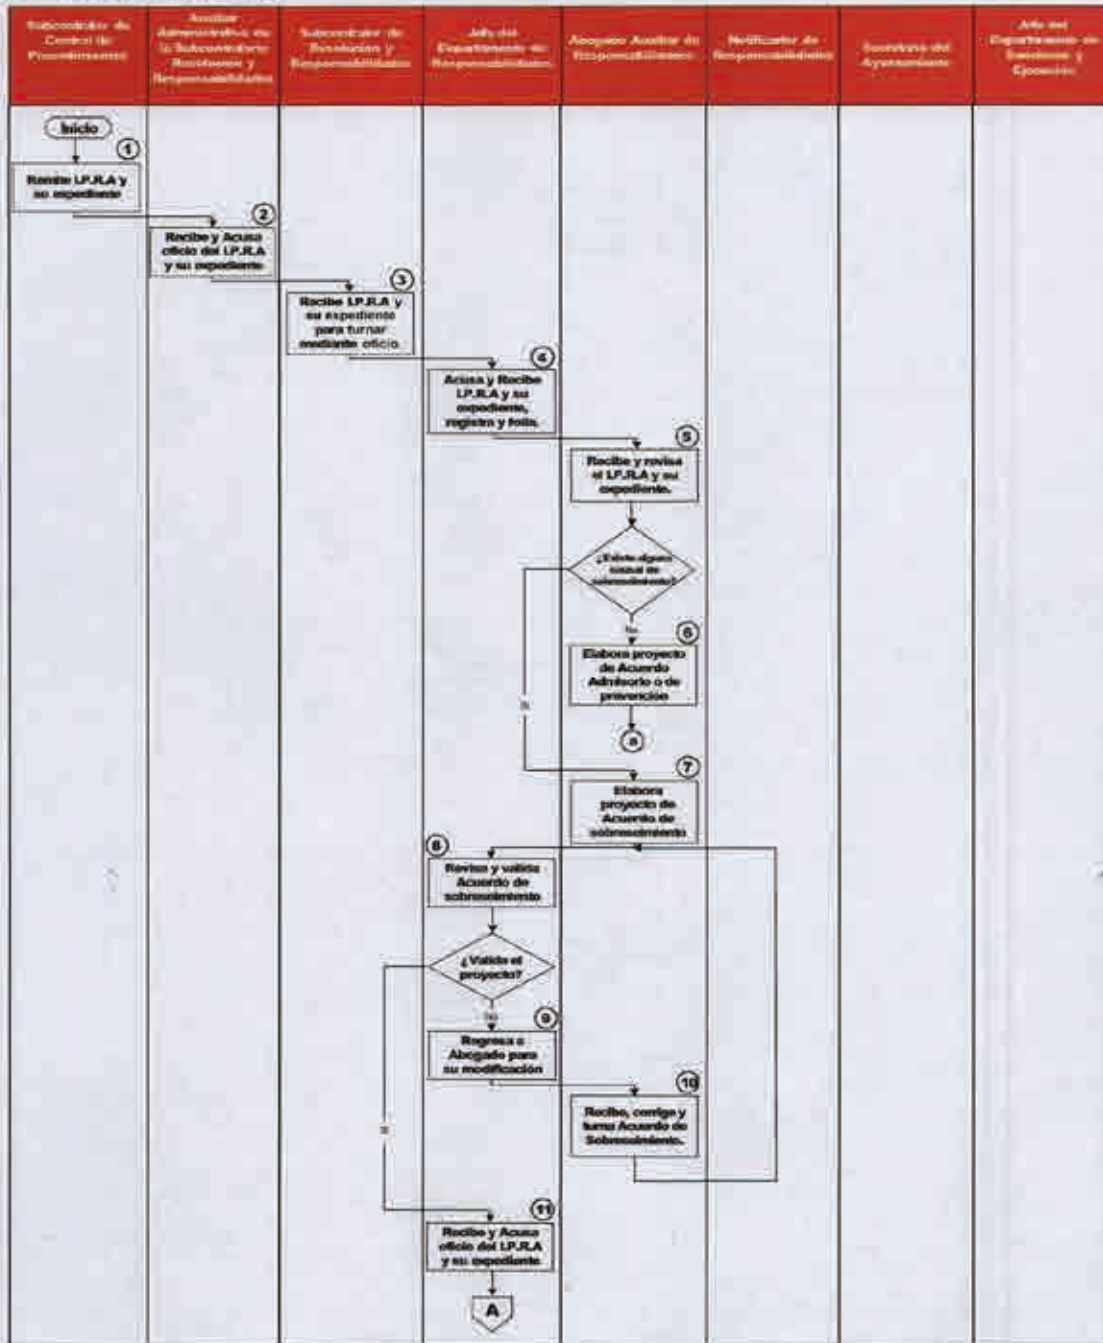 Subcontralor de
Control de
Procedimientos
Auxiliar
Administrativo de
la Subcontraloría
Resolución y
Responsabilidades
Subcontralor de
Resolución y
Responsabilidades
Jefe del
Departamento de
Responsabilidades
Abogado Auxiliar de
Responsabilidades
Notificador de
Responsabilidades
Secretaría del
Ayuntamiento
Jefe del
Departamento de
Ejecución
Inicio
1
Remite I.P.R.A y
su expediente
2
Recibe y Acusa
oficio del I.P.R.A
y su expediente
3
Recibe I.P.R.A y
su expediente
para turnar
mediante oficio.
4
Acusa y Recibe
I.P.R.A y su
expediente,
registra y folia.
5
Recibe y revisa
el I.P.R.A y su
expediente.
¿Existe alguna
causal de
sobreseimiento?
No
6
Elabora proyecto
de Acuerdo
Admisorio o de
prevención
a
Si
7
Elabora
proyecto de
Acuerdo de
sobreseimiento
8
Revisa y valida
Acuerdo de
sobreseimiento
¿Valida el
proyecto?
No
9
Regresa a
Abogado para
su modificación
10
Recibe, corrige y
turna Acuerdo de
Sobreseimiento.
Si
11
Recibe y Acusa
oficio del I.P.R.A
y su expediente
A